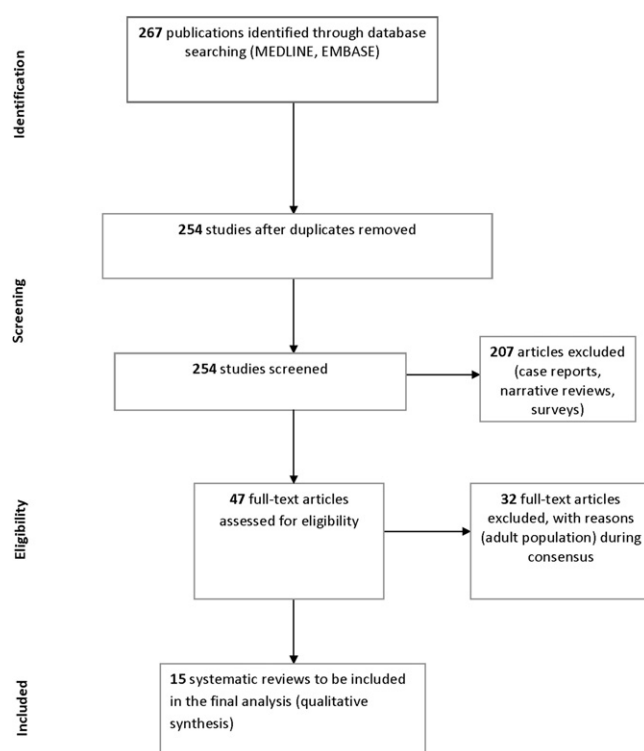 Identification
267 publications identified through database
searching (MEDLINE, EMBASE)
Screening
254 studies after duplicates removed
254 studies screened
207 articles excluded
(case reports,
narrative reviews,
surveys)
Eligibility
47 full-text articles
assessed for eligibility
32 full-text articles
excluded, with reasons
(adult population) during
consensus
Included
15 systematic reviews to be included
in the final analysis (qualitative
synthesis)